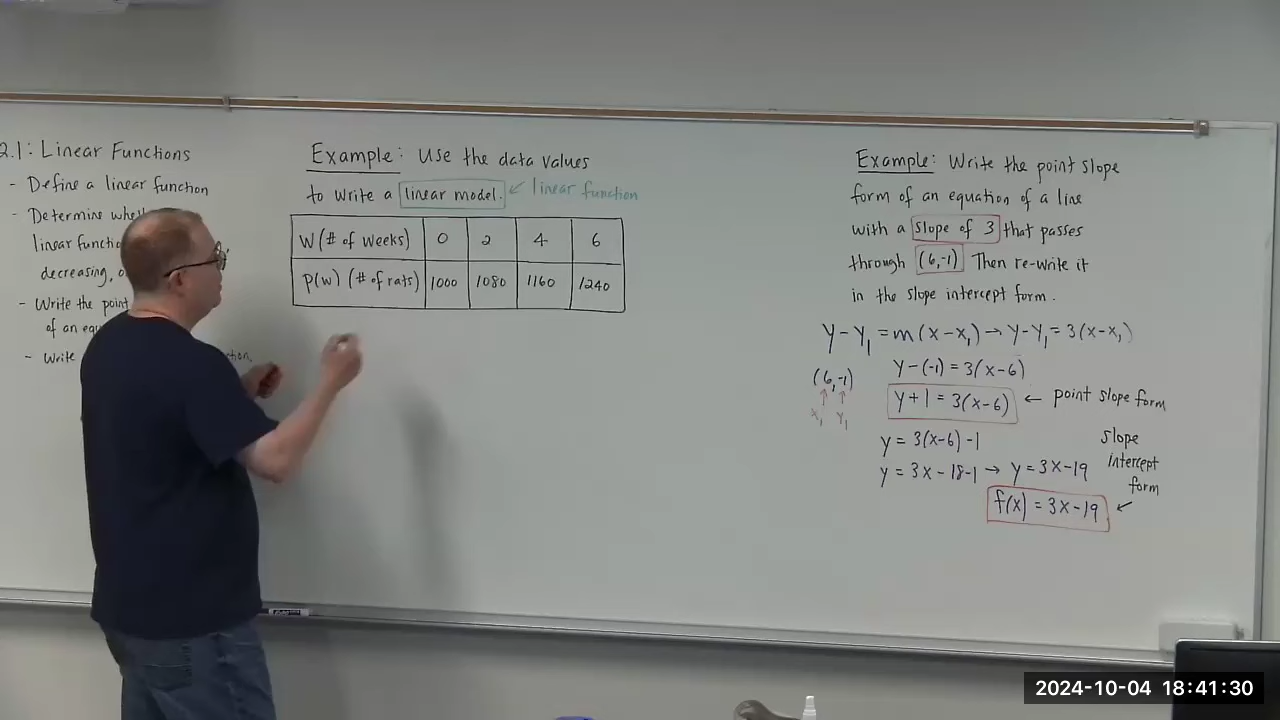 2.1: Linear Functions
- Define a linear function
- Determine
linear
decreasing,
- Write the point
of an
- Write
Example: Use the data values
to write a linear model. ← linear function
W (# of weeks) 0 2 4 6
P(w) (# of rats) 1000 1080 1160 1240
Example: Write the point slope
form of an equation of a line
with a slope of 3 that passes
through (6,-1) Then re-write it
in the slope intercept form.
y-y₁ = m(x-x₁) → y-y₁ = 3(x-x₁)
y-(-1) = 3(x-6)
(6,-1)
↑ ↑
x₁ y₁
y+1 = 3(x-6) ← point slope form
y = 3(x-6) -1
y = 3x-18-1 → y = 3x-19
slope
intercept
form
f(x) = 3x-19 ←
2024-10-04 18:41:30